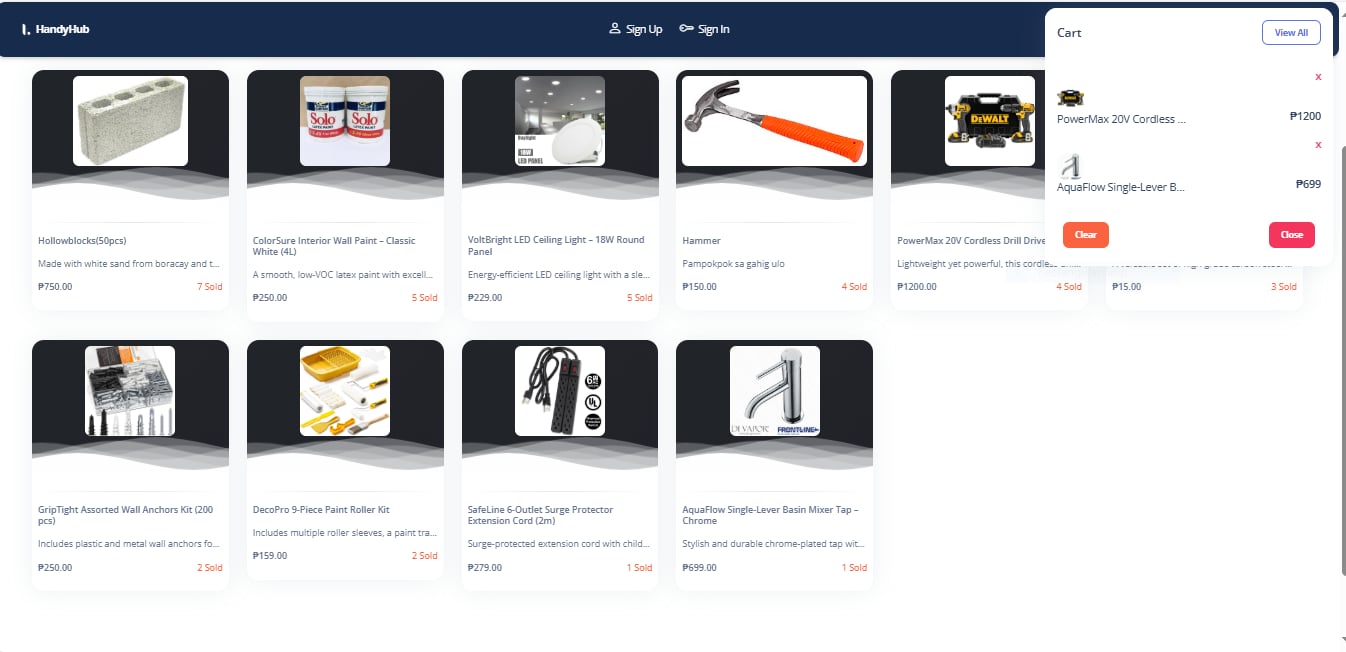 HandyHub
Sign Up
Sign In
Cart
View All
x
PowerMax 20V Cordless ...
₱1200
x
AquaFlow Single-Lever B...
₱699
Clear
Close
Solo
Solo
Daylight
18W
LED PANEL
DEWALT
Hollowblocks(50pcs)
Made with white sand from boracay and t...
₱750.00
7 Sold
ColorSure Interior Wall Paint – Classic
White (4L)
A smooth, low-VOC latex paint with excell...
₱250.00
5 Sold
VoltBright LED Ceiling Light – 18W Round
Panel
Energy-efficient LED ceiling light with a sle...
₱229.00
5 Sold
Hammer
Pampokpok sa gahig ulo
₱150.00
4 Sold
PowerMax 20V Cordless Drill Drive
Lightweight yet powerful, this cordless
₱1200.00
4 Sold
₱15.00
3 Sold
GripTight Assorted Wall Anchors Kit (200
pcs)
Includes plastic and metal wall anchors fo...
₱250.00
2 Sold
DecoPro 9-Piece Paint Roller Kit
Includes multiple roller sleeves, a paint tra...
₱159.00
2 Sold
UL
SafeLine 6-Outlet Surge Protector
Extension Cord (2m)
Surge-protected extension cord with child...
₱279.00
1 Sold
DEVAPOR
FRONTLINE
AquaFlow Single-Lever Basin Mixer Tap –
Chrome
Stylish and durable chrome-plated tap wit...
₱699.00
1 Sold